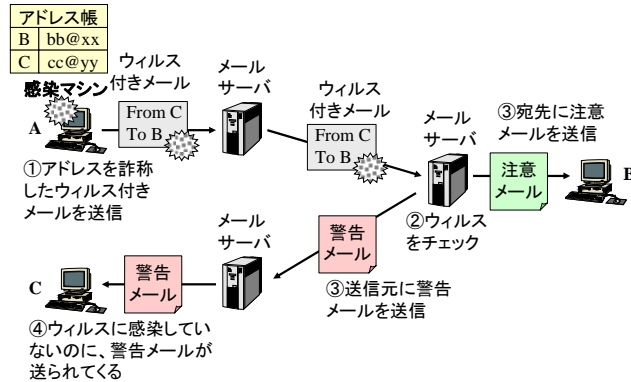 アドレス帳
B bb@xx
C cc@yy
感染マシン
A
ウィルス
付きメール
From C
To B
メール
サーバ
ウィルス
付きメール
From C
To B
メール
サーバ
③宛先に注意
メールを送信
注意
メール
B
①アドレスを詐称
したウィルス付き
メールを送信
②ウィルス
をチェック
メール
サーバ
警告
メール
③送信元に警告
メールを送信
C
警告
メール
④ウィルスに感染してい
ないのに、警告メールが
送られてくる